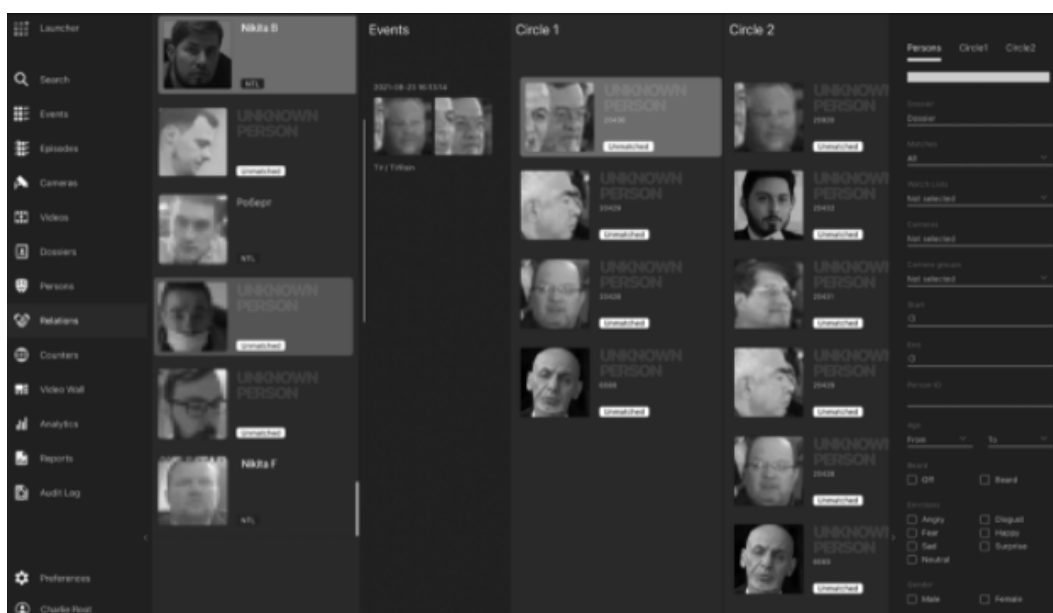 Launcher
Search
Events
Episodes
Cameras
Videos
Dossiers
Persons
Relations
Counters
Video Wall
Analytics
Reports
Audit Log
Preferences
Charlie Root
Nikita B
NTL
UNKNOWN
PERSON
Unmatched
Роберт
NTL
UNKNOWN
PERSON
Unmatched
UNKNOWN
PERSON
Unmatched
Nikita F
NTL
Events
Circle 1
UNKNOWN
PERSON
Unmatched
UNKNOWN
PERSON
Unmatched
UNKNOWN
PERSON
Unmatched
UNKNOWN
PERSON
Unmatched
Circle 2
UNKNOWN
PERSON
Unmatched
UNKNOWN
PERSON
Unmatched
UNKNOWN
PERSON
Unmatched
UNKNOWN
PERSON
Unmatched
UNKNOWN
PERSON
Unmatched
UNKNOWN
PERSON
Unmatched
Persons Circle1 Circle2
Dossier
Dossier
Matches
All
Watch Lists
Not selected
Cameras
Not selected
Camera groups
Not selected
Start
End
Person ID
Age
From To
Beard
Off Beard
Emotions
Angry Disgust
Fear Happy
Sad Surprise
Neutral
Gender
Male Female